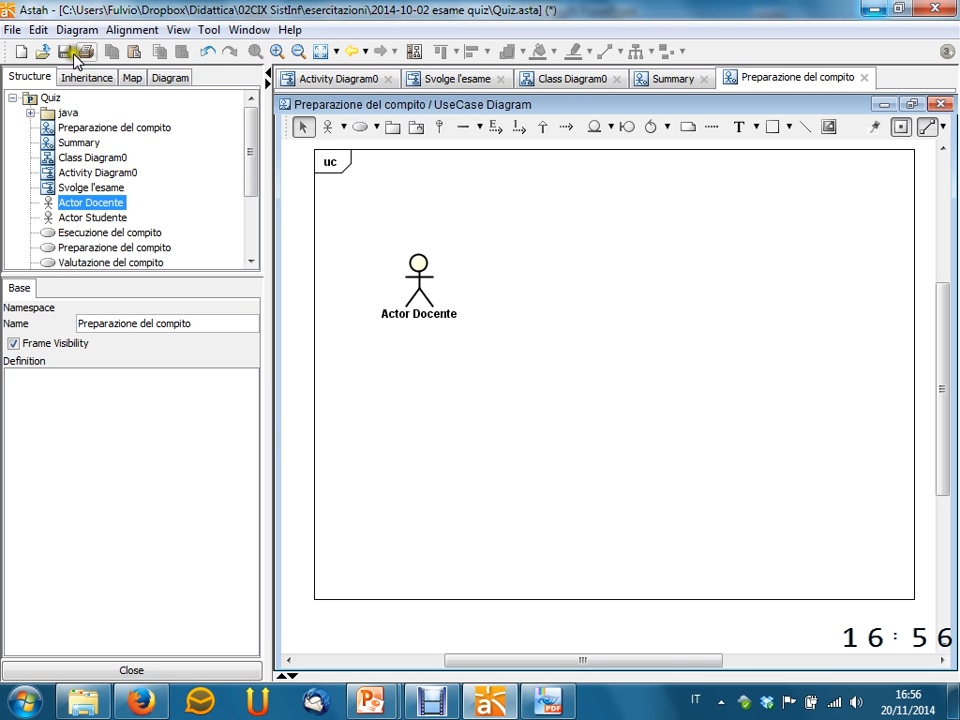 Astah - [C:\Users/Fulvio\Dropbox\Didattica\02CIX SistInf\esercitazioni\2014-10-02 esame quiz\Quiz.asta] (*)
File Edit Diagram Alignment View Tool Window Help
Structure Inheritance Map Diagram
Activity Diagram0 Svolge l'esame Class Diagram0 Summary Preparazione del compito
Quiz
java
Preparazione del compito
Summary
Class Diagram0
Activity Diagram0
Svolge l'esame
Actor Docente
Actor Studente
Esecuzione del compito
Preparazione del compito
Valutazione del compito
Base
Namespace
Name Preparazione del compito
Frame Visibility
Definition
Close
Preparazione del compito / UseCase Diagram
T
uc
Actor Docente
16:56
IT
16:56
20/11/2014